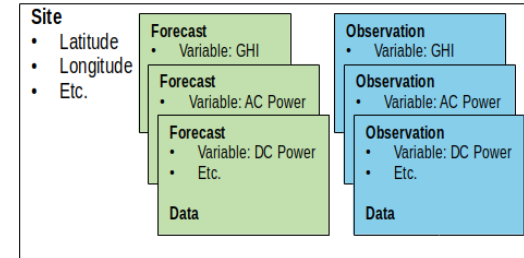 Site
• Latitude
• Longitude
• Etc.
Forecast
• Variable: GHI
Forecast
• Variable: AC Power
Forecast
• Variable: DC Power
• Etc.
Data
Observation
• Variable: GHI
Observation
• Variable: AC Power
Observation
• Variable: DC Power
• Etc.
Data